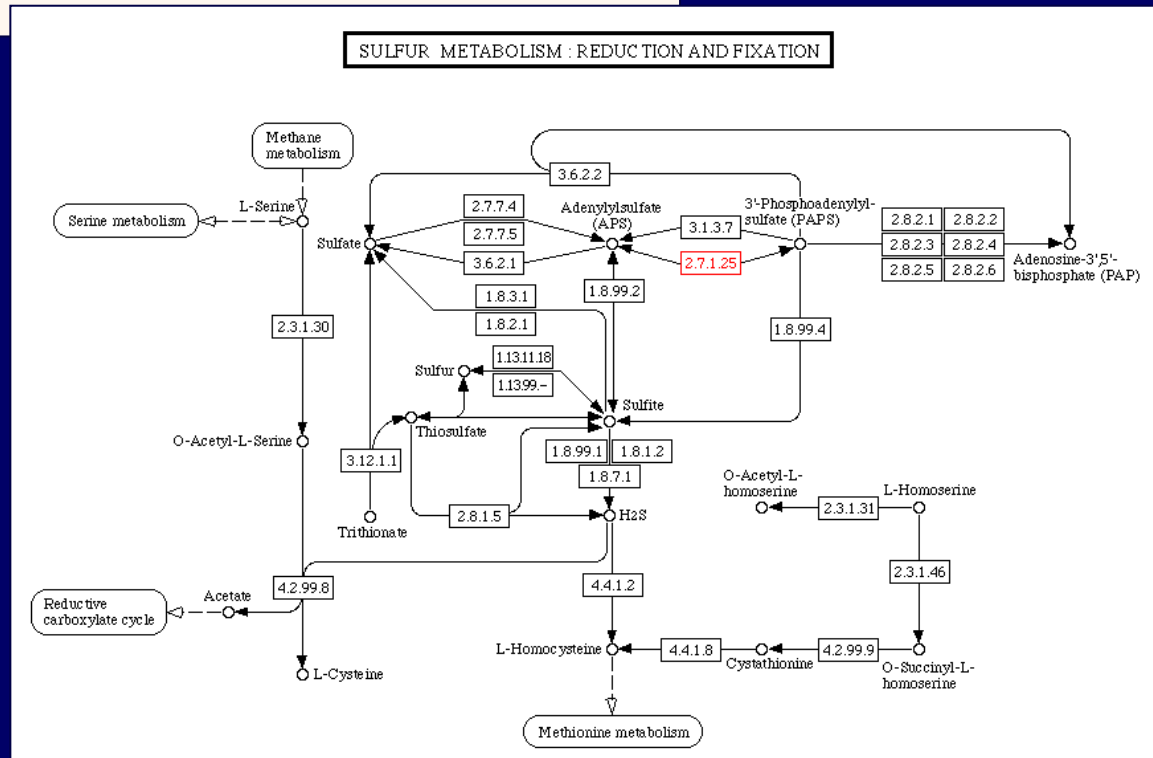 SULFUR METABOLISM : REDUCTION AND FIXATION
Methane
metabolism
3.6.2.2
L-Serine
Serine metabolism
2.7.7.4
Adenylylsulfate
(APS)
3'-Phosphoadenylyl-
sulfate (PAPS)
2.8.2.1
2.8.2.2
3.1.3.7
Sulfate
2.7.7.5
2.8.2.3
2.8.2.4
3.6.2.1
2.7.1.25
2.8.2.5
2.8.2.6
Adenosine-3',5'-
bisphosphate (PAP)
1.8.3.1
1.8.99.2
1.8.2.1
2.3.1.30
1.8.99.4
1.13.11.18
Sulfur
1.13.99.-
Sulfite
Thiosulfate
O-Acetyl-L-Serine
3.12.1.1
1.8.99.1
1.8.1.2
1.8.7.1
O-Acetyl-L-
homoserine
L-Homoserine
2.8.1.5
H2S
2.3.1.31
Trithionate
2.3.1.46
4.2.99.8
4.4.1.2
Acetate
Reductive
carboxylate cycle
L-Homocysteine
4.4.1.8
Cystathionine
4.2.99.9
O-Succinyl-L-
homoserine
L-Cysteine
Methionine metabolism